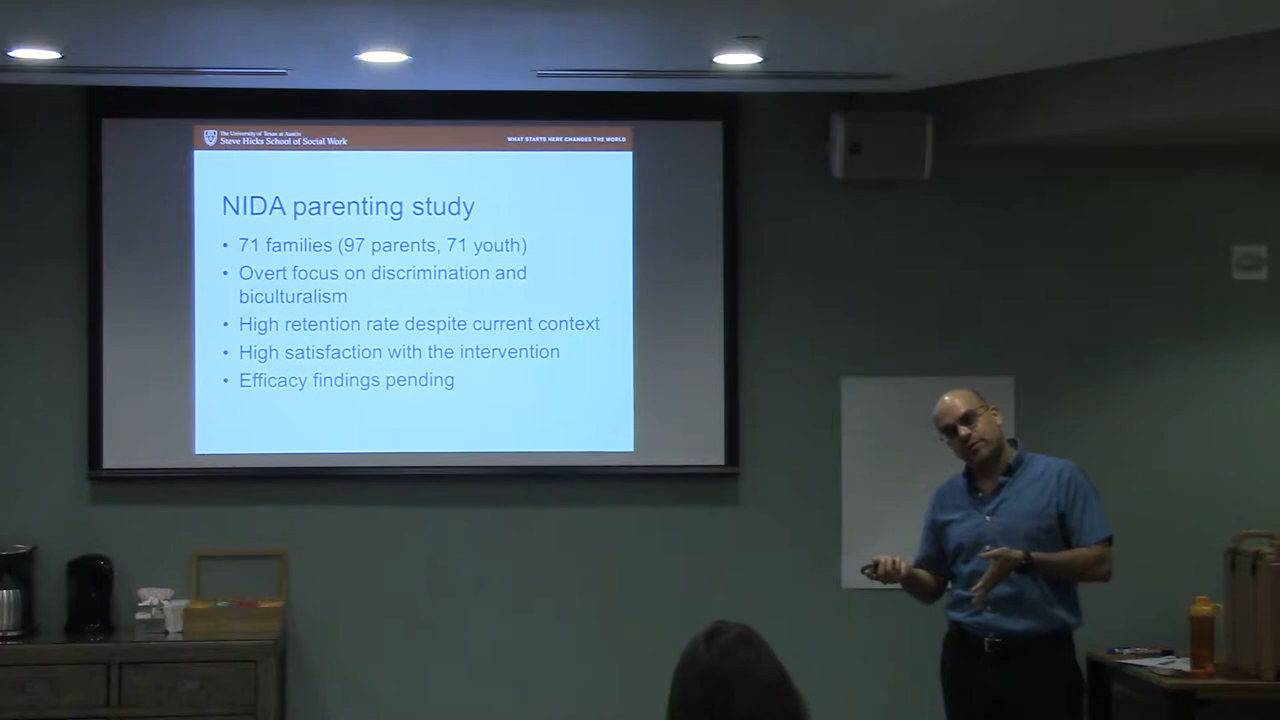 The University of Texas at Austin
Steve Hicks School of Social Work
WHAT STARTS HERE CHANGES THE WORLD
NIDA parenting study
• 71 families (97 parents, 71 youth)
• Overt focus on discrimination and
biculturalism
• High retention rate despite current context
• High satisfaction with the intervention
• Efficacy findings pending